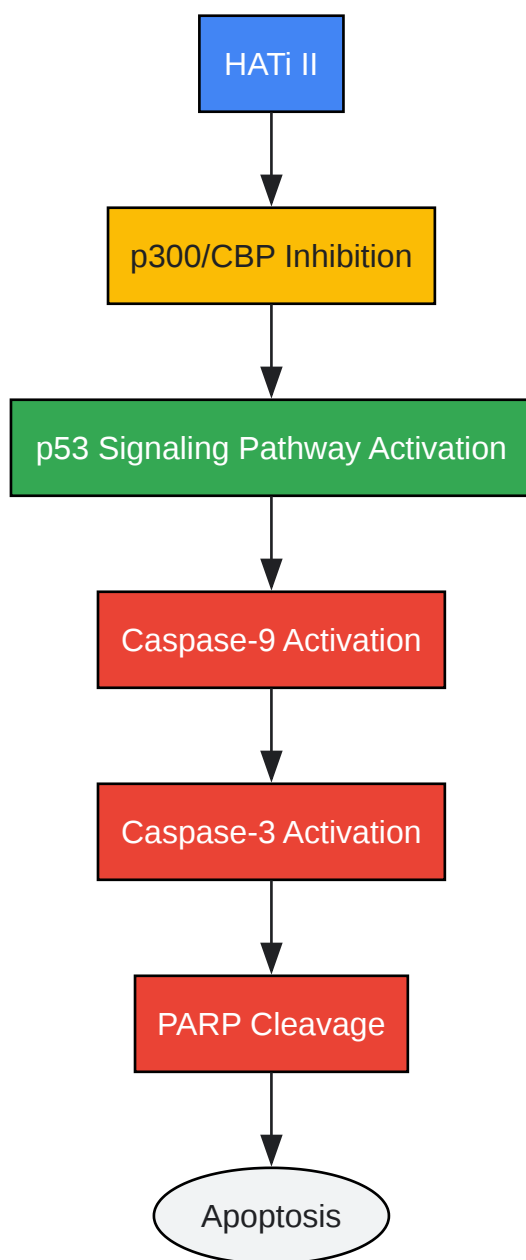 HATi II
p300/CBP Inhibition
p53 Signaling Pathway Activation
Caspase-9 Activation
Caspase-3 Activation
PARP Cleavage
Apoptosis